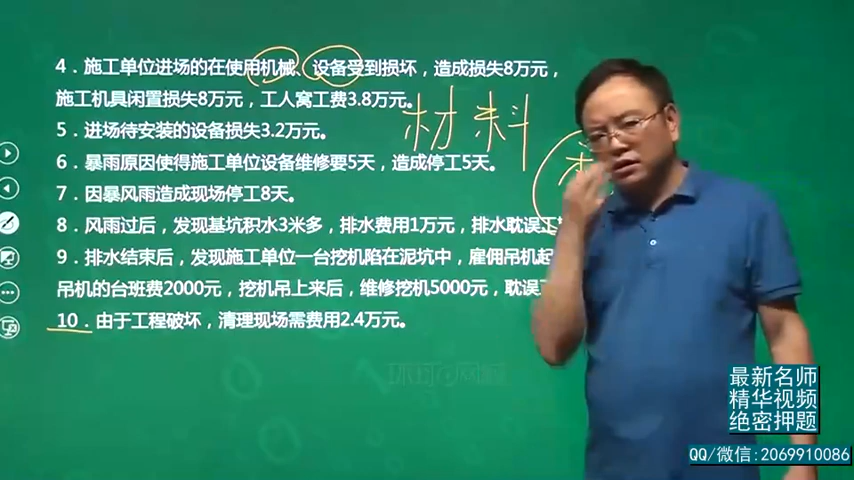 4．施工单位进场的在使用机械、设备受到损坏，造成损失8万元，
施工机具闲置损失8万元，工人窝工费3.8万元。
材料
5．进场待安装的设备损失3.2万元。
6．暴雨原因使得施工单位设备维修要5天，造成停工5天。
7．因暴风雨造成现场停工8天。
8．风雨过后，发现基坑积水3米多，排水费用1万元，排水耽误工
9．排水结束后，发现施工单位一台挖机陷在泥坑中，雇佣吊机起
吊机的台班费2000元，挖机吊上来后，维修挖机5000元，耽误
10．由于工程破坏，清理现场需费用2.4万元。
最新名师
精华视频
绝密押题
QQ/微信:2069910086